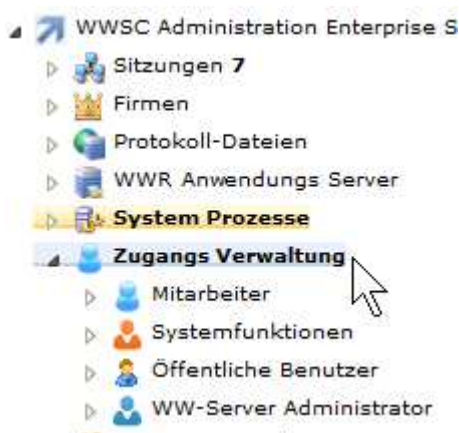 WWSC Administration Enterprise S
Sitzungen 7
Firmen
Protokoll-Dateien
WWR Anwendungs Server
System Prozesse
Zugangs Verwaltung
Mitarbeiter
Systemfunktionen
Öffentliche Benutzer
WW-Server Administrator